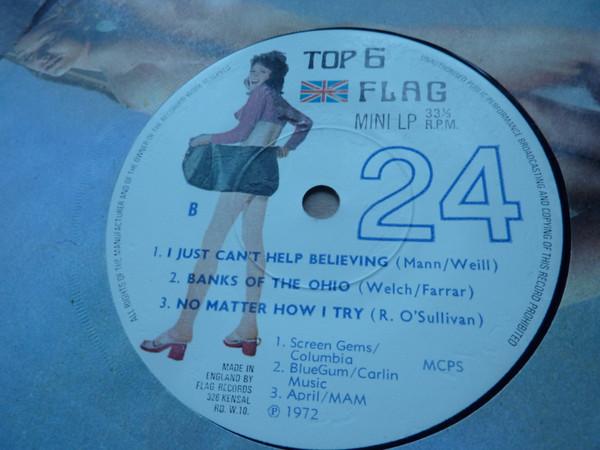 TOP 6
FLAG
MINI LP 33⅓ R.P.M.
24
B
1. I JUST CAN'T HELP BELIEVING (Mann/Weill)
2. BANKS OF THE OHIO (Welch/Farrar)
3. NO MATTER HOW I TRY (R. O'Sullivan)
1. Screen Gems/
Columbia
2. BlueGum/Carlin
Music
3. April/MAM
℗ 1972
MCPS
MADE IN
ENGLAND BY
FLAG RECORDS
326 KENSAL
RD. W.10.
ALL RIGHTS OF THE MANUFACTURER AND OF THE OWNER OF THE RECORDED WORK RESERVED
UNAUTHORISED PUBLIC PERFORMANCE BROADCASTING AND COPYING OF THIS RECORD PROHIBITED